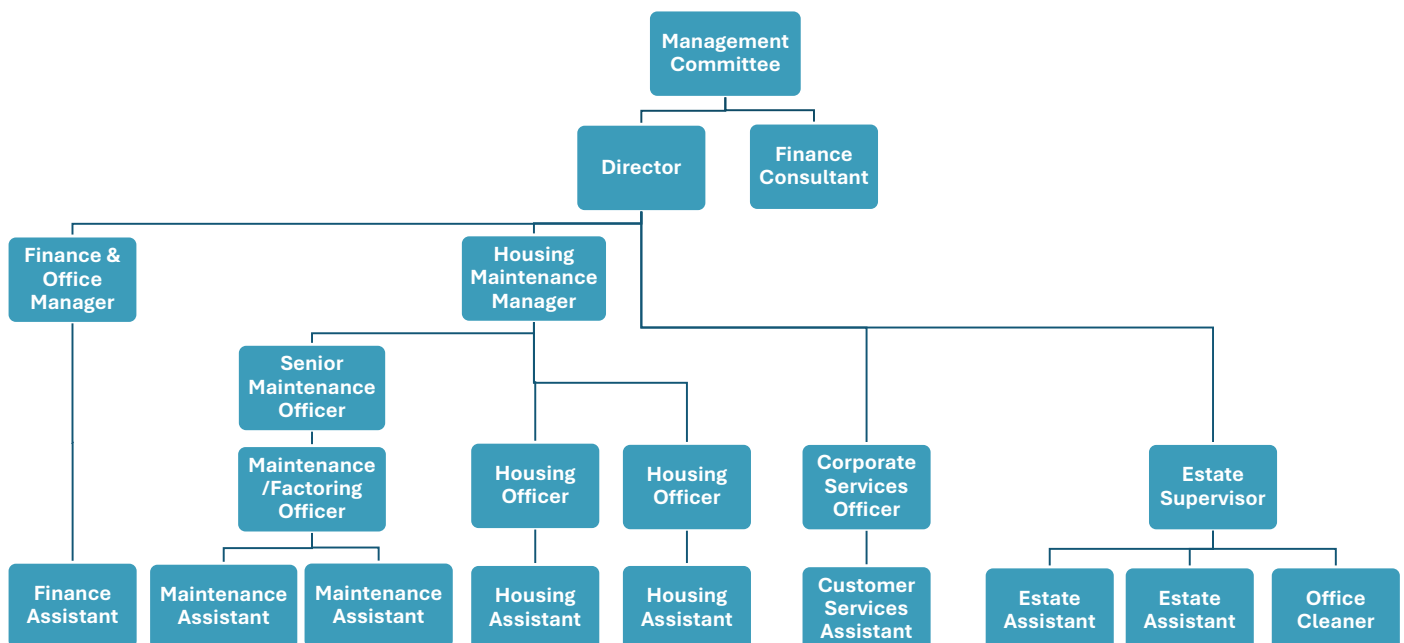 Management
Committee
Director
Finance
Consultant
Finance &
Office
Manager
Housing
Maintenance
Manager
Senior
Maintenance
Officer
Maintenance
/Factoring
Officer
Housing
Officer
Housing
Officer
Corporate
Services
Officer
Estate
Supervisor
Finance
Assistant
Maintenance
Assistant
Maintenance
Assistant
Housing
Assistant
Housing
Assistant
Customer
Services
Assistant
Estate
Assistant
Estate
Assistant
Office
Cleaner